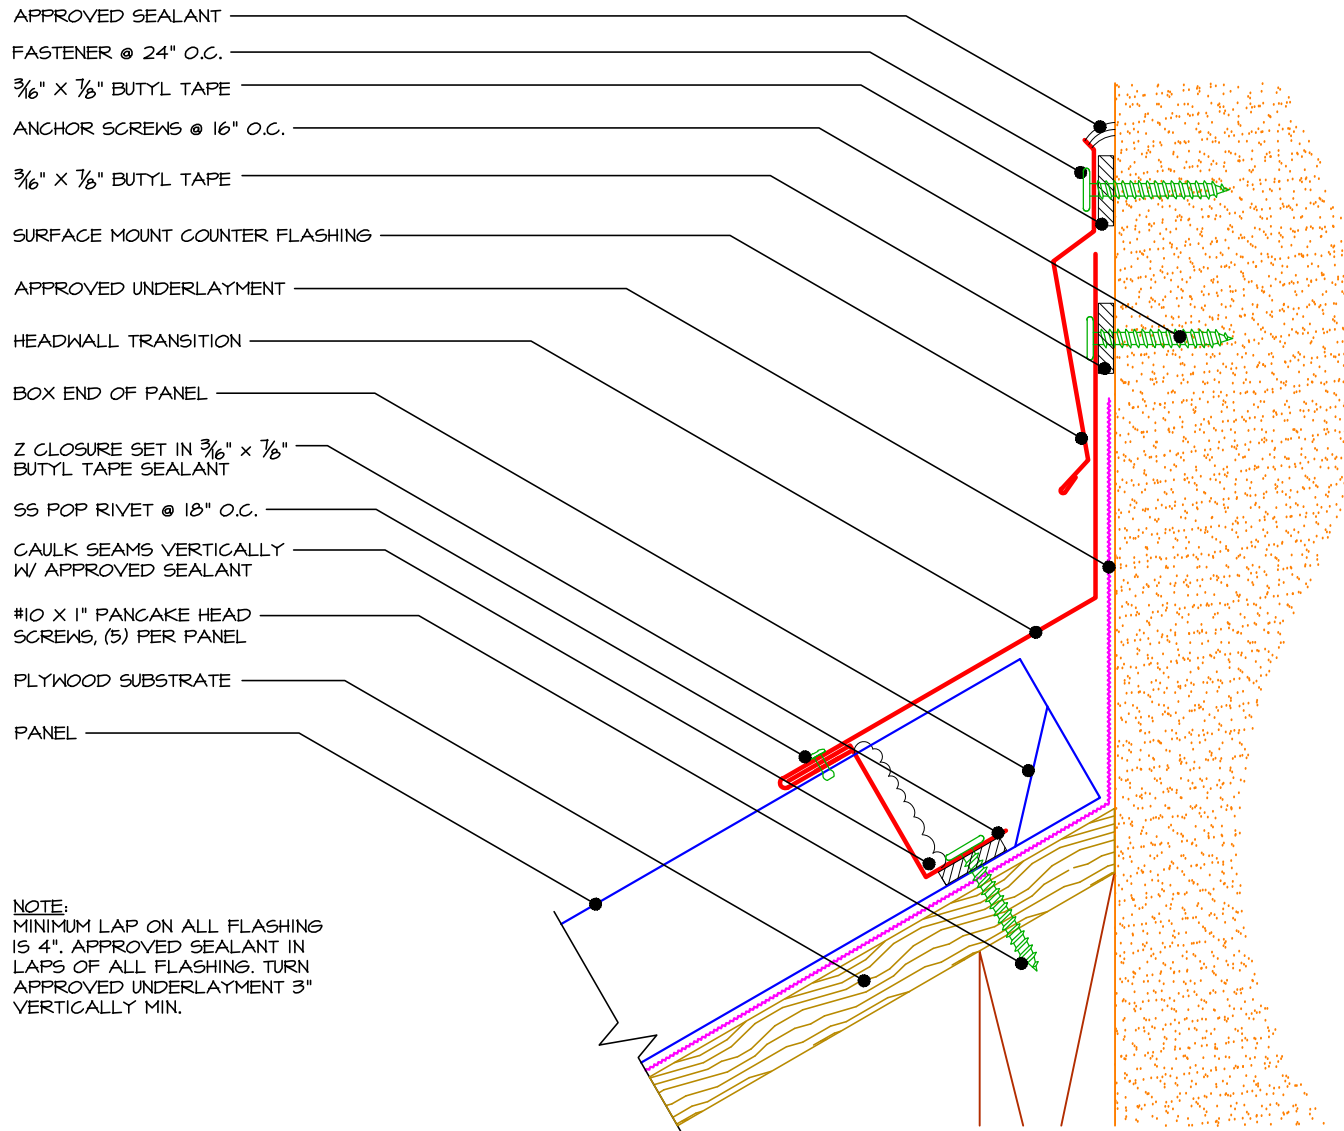 APPROVED SEALANT
FASTENER @ 24" O.C.
3/16" X 7/8" BUTYL TAPE
ANCHOR SCREWS @ 16" O.C.
3/16" X 7/8" BUTYL TAPE
SURFACE MOUNT COUNTER FLASHING
APPROVED UNDERLAYMENT
HEADWALL TRANSITION
BOX END OF PANEL
Z CLOSURE SET IN 3/16" x 7/8"
BUTYL TAPE SEALANT
SS POP RIVET @ 18" O.C.
CAULK SEAMS VERTICALLY
W/ APPROVED SEALANT
#10 X 1" PANCAKE HEAD
SCREWS, (5) PER PANEL
PLYWOOD SUBSTRATE
PANEL
NOTE:
MINIMUM LAP ON ALL FLASHING
IS 4". APPROVED SEALANT IN
LAPS OF ALL FLASHING. TURN
APPROVED UNDERLAYMENT 3"
VERTICALLY MIN.